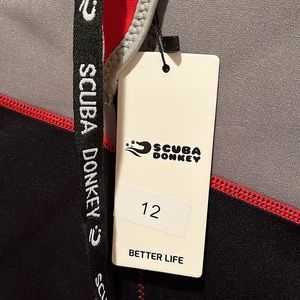 SCUBA DONKEY
SCUBA
DONKEY
12
BETTER LIFE